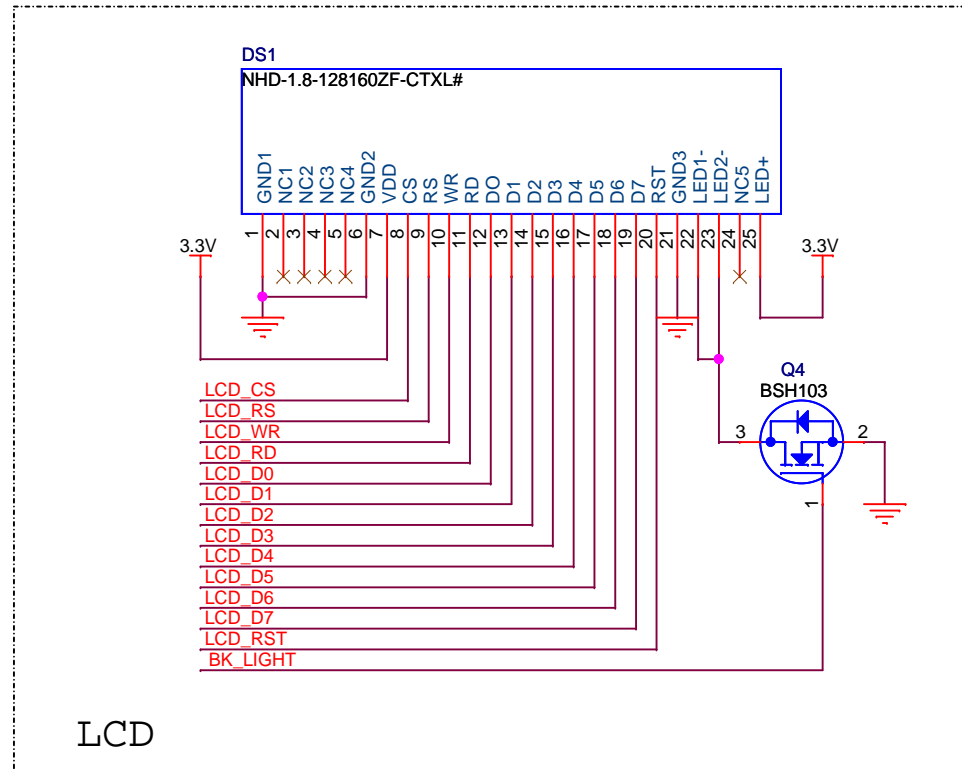 DS1
NHD-1.8-128160ZF-CTXL#
GND1 NC1 NC2 NC3 NC4 GND2 VDD CS RS WR RD DO D1 D2 D3 D4 D5 D6 D7 RST GND3 LED1- LED2- NC5 LED+
1 2 3 4 5 6 7 8 9 10 11 12 13 14 15 16 17 18 19 20 21 22 23 24 25
3.3V 3.3V
LCD_CS
LCD_RS
LCD_WR
LCD_RD
LCD_D0
LCD_D1
LCD_D2
LCD_D3
LCD_D4
LCD_D5
LCD_D6
LCD_D7
LCD_RST
BK_LIGHT
Q4
BSH103
3 2
1
LCD